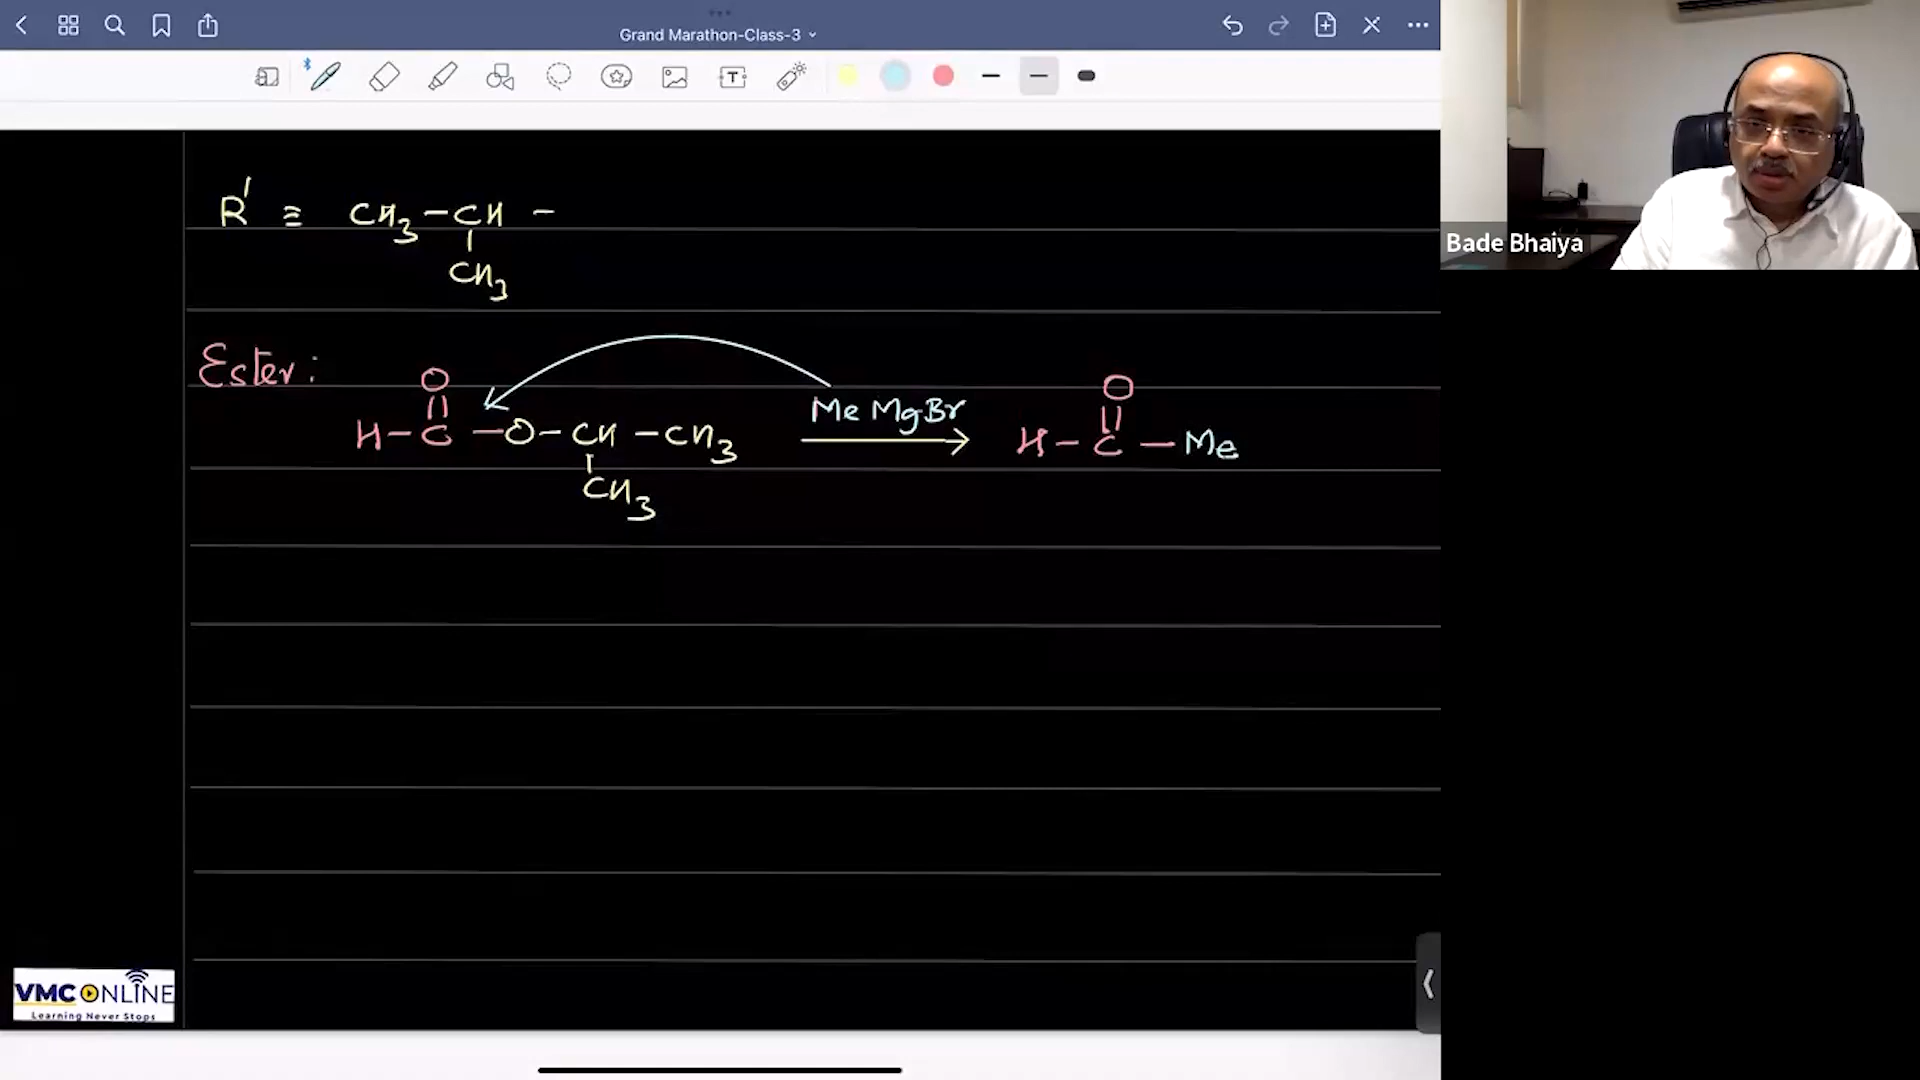 Grand Marathon-Class-3
Bade Bhaiya
R' ≡ CH3 – CH –
CH3
Ester:
O
O
Me MgBr
H – C – O – CH – CH3
H – C – Me
CH3
VMC ONLINE
Learning Never Stops